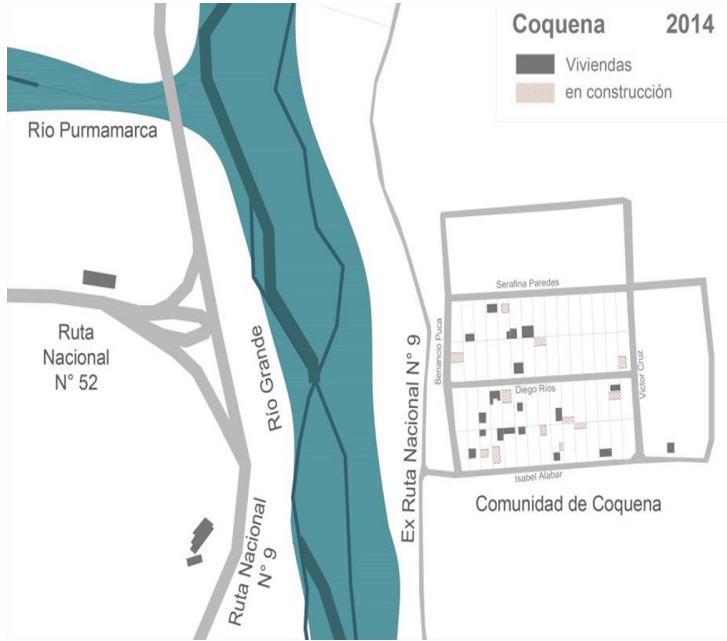 Coquena 2014
Viviendas
en construcción
Río Purmamarca
Ruta
Nacional
N° 52
Río Grande
Ruta Nacional
N° 9
Ex Ruta Nacional N° 9
Serafina Paredes
Benancio Puca
Victor Cruz
Diego Ríos
Isabel Alabar
Comunidad de Coquena